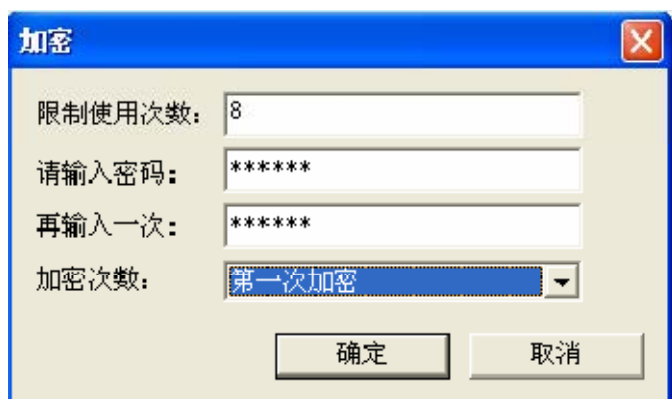 加密
限制使用次数： 8
请输入密码： ******
再输入一次： ******
加密次数： 第一次加密
确定 取消